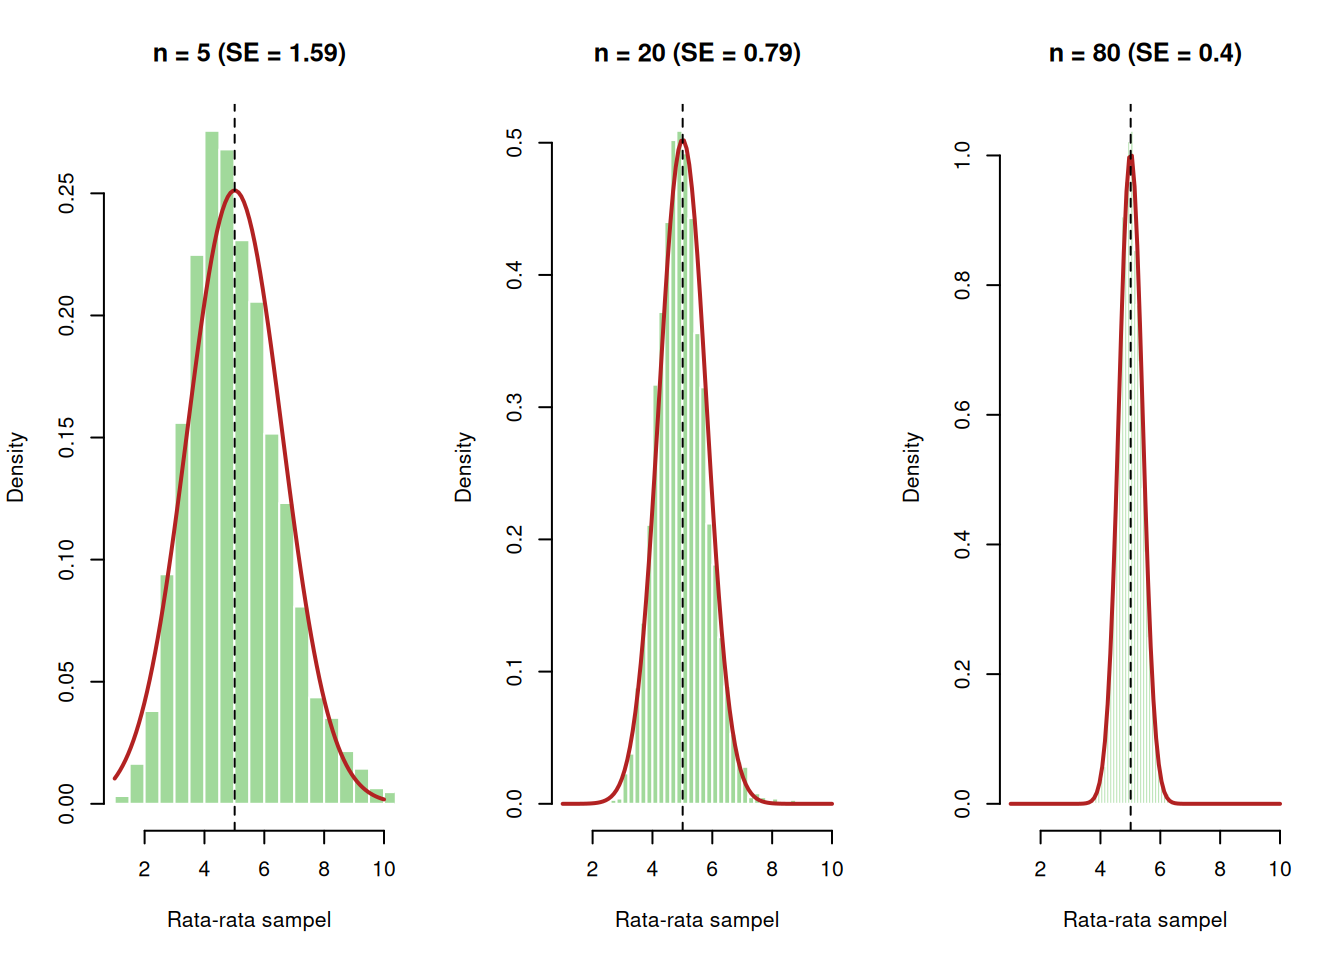 n = 5 (SE = 1.59)
Density
0.00 0.05 0.10 0.15 0.20 0.25
2 4 6 8 10
Rata-rata sampel
n = 20 (SE = 0.79)
Density
0.0 0.1 0.2 0.3 0.4 0.5
2 4 6 8 10
Rata-rata sampel
n = 80 (SE = 0.4)
Density
0.0 0.2 0.4 0.6 0.8 1.0
2 4 6 8 10
Rata-rata sampel